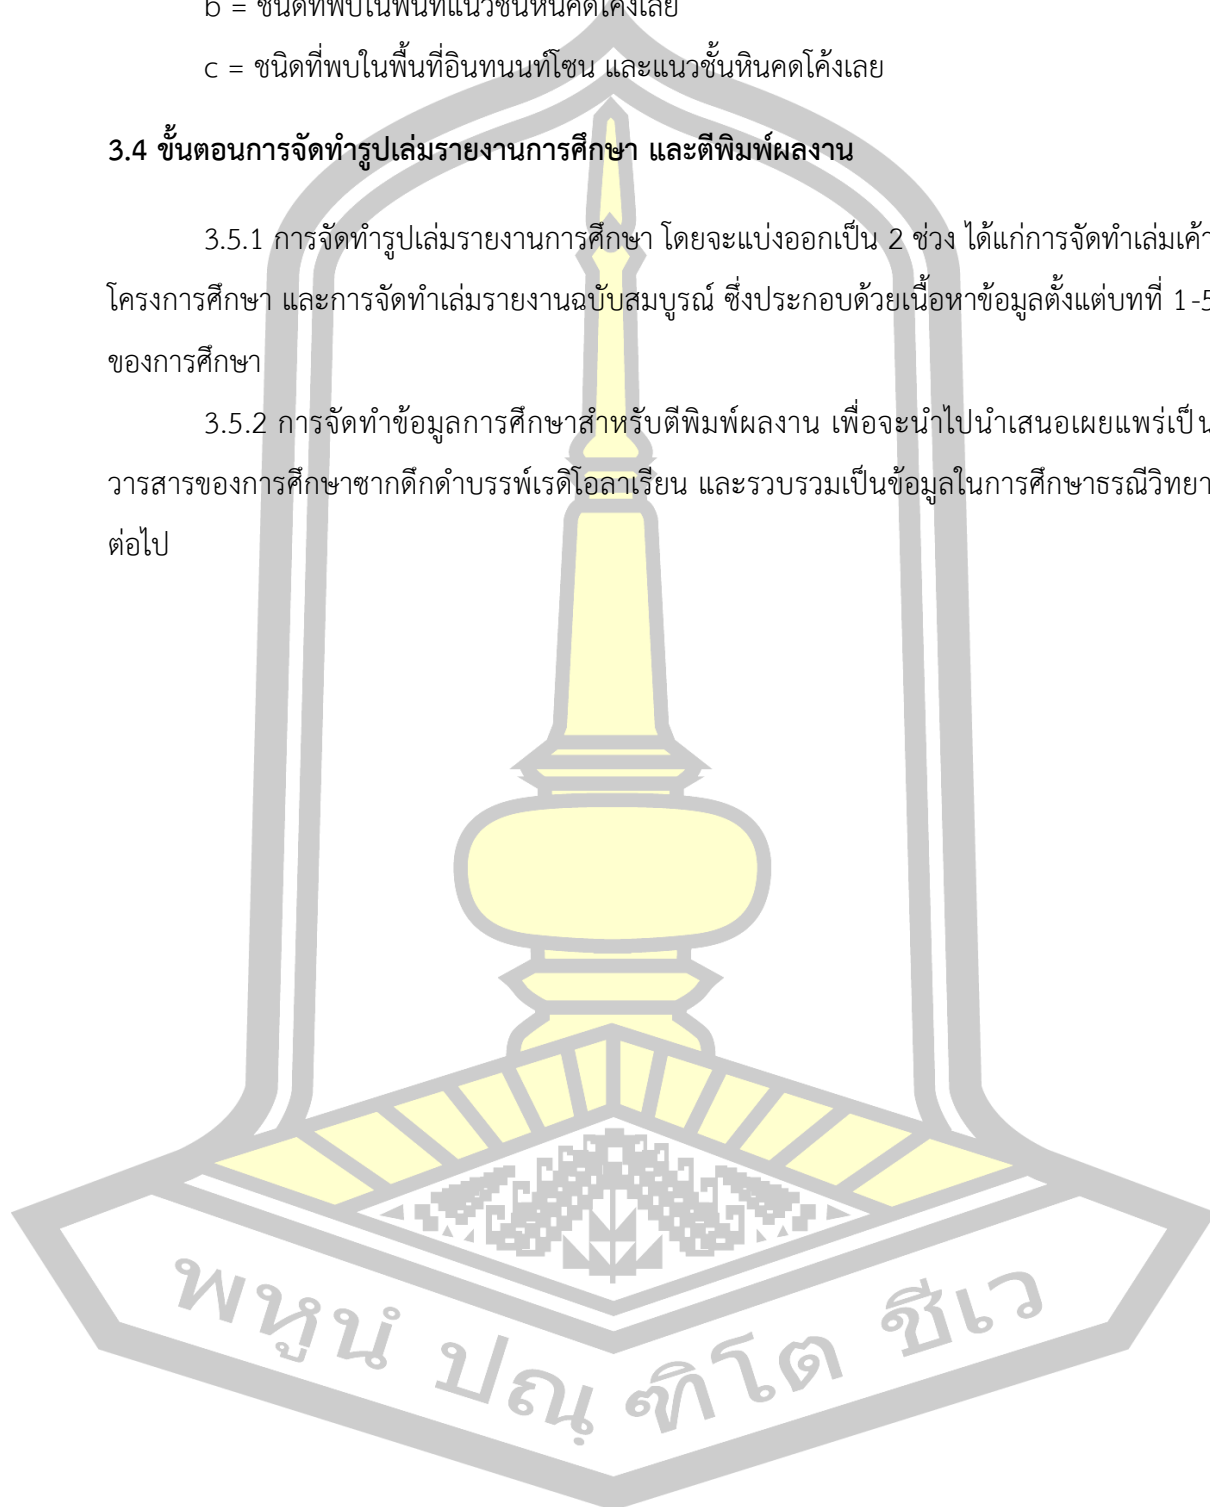 b = ชนิดที่พบในพื้นที่แนวชั้นหินคดโค้งเลย
c = ชนิดที่พบในพื้นที่อินทนนท์โซน และแนวชั้นหินคดโค้งเลย
3.4 ขั้นตอนการจัดทำรูปเล่มรายงานการศึกษา และตีพิมพ์ผลงาน
3.5.1 การจัดทำรูปเล่มรายงานการศึกษา โดยจะแบ่งออกเป็น 2 ช่วง ได้แก่การจัดทำเล่มเค้า
โครงการศึกษา และการจัดทำเล่มรายงานฉบับสมบูรณ์ ซึ่งประกอบด้วยเนื้อหาข้อมูลตั้งแต่บทที่ 1-5
ของการศึกษา
3.5.2 การจัดทำข้อมูลการศึกษาสำหรับตีพิมพ์ผลงาน เพื่อจะนำไปนำเสนอเผยแพร่เป็น
วารสารของการศึกษาซากดึกดำบรรพ์เรดิโอลาเรียน และรวบรวมเป็นข้อมูลในการศึกษาธรณีวิทยา
ต่อไป
พหูนํ ปณฺฑิโต ชีเว